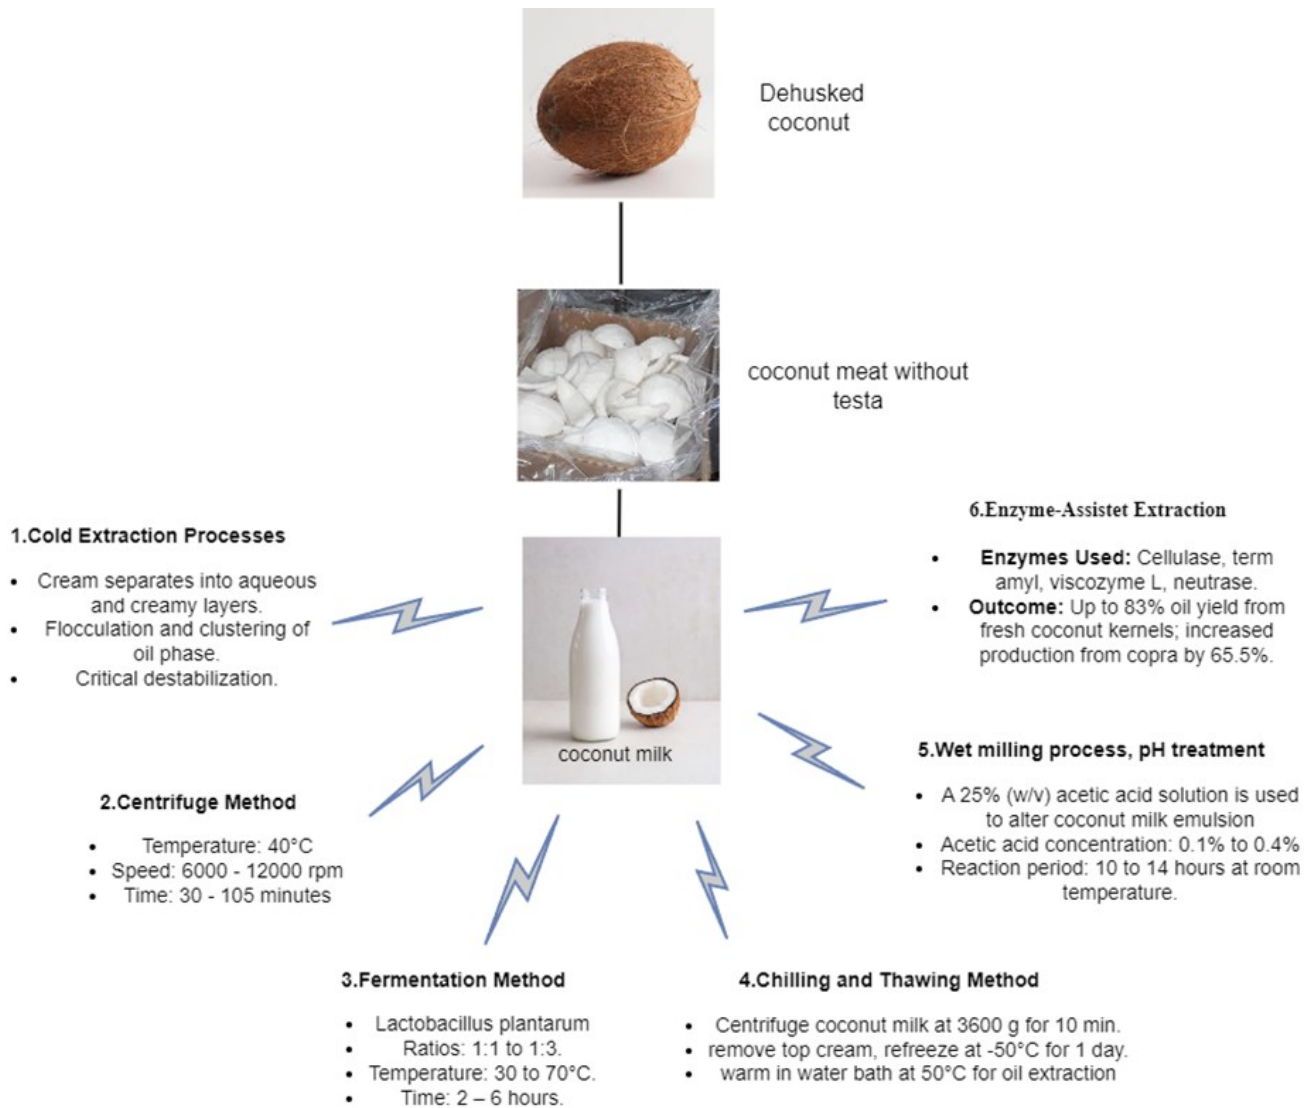 Dehusked
coconut
coconut meat without
testa
coconut milk
1.Cold Extraction Processes
• Cream separates into aqueous
and creamy layers.
• Flocculation and clustering of
oil phase.
• Critical destabilization.
2.Centrifuge Method
• Temperature: 40°C
• Speed: 6000 - 12000 rpm
• Time: 30 - 105 minutes
3.Fermentation Method
• Lactobacillus plantarum
• Ratios: 1:1 to 1:3.
• Temperature: 30 to 70°C.
• Time: 2 – 6 hours.
4.Chilling and Thawing Method
• Centrifuge coconut milk at 3600 g for 10 min.
• remove top cream, refreeze at -50°C for 1 day.
• warm in water bath at 50°C for oil extraction
5.Wet milling process, pH treatment
• A 25% (w/v) acetic acid solution is used
to alter coconut milk emulsion
• Acetic acid concentration: 0.1% to 0.4%
• Reaction period: 10 to 14 hours at room
temperature.
6.Enzyme-Assistet Extraction
• Enzymes Used: Cellulase, term
amyl, viscozyme L, neutrase.
• Outcome: Up to 83% oil yield from
fresh coconut kernels; increased
production from copra by 65.5%.